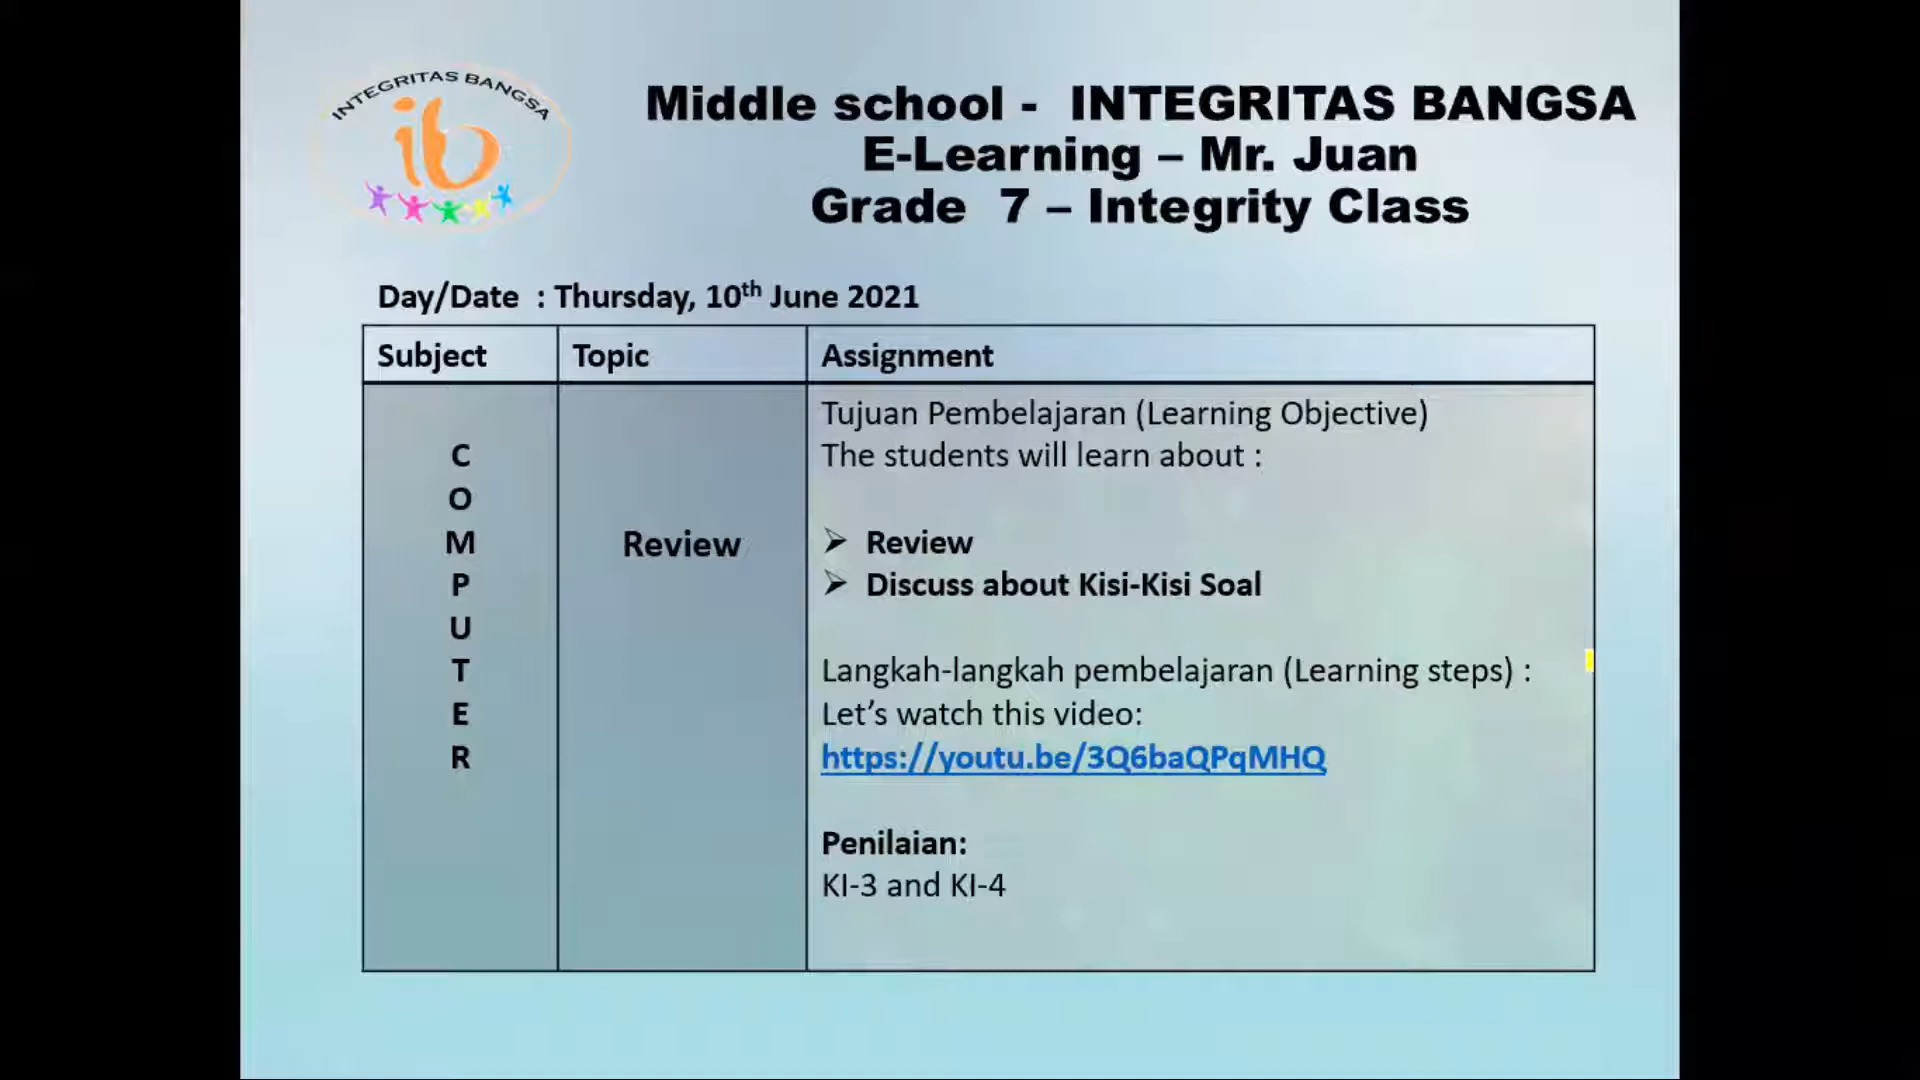 INTEGRITAS BANGSA
ib
Middle school - INTEGRITAS BANGSA
E-Learning – Mr. Juan
Grade 7 – Integrity Class
Day/Date : Thursday, 10th June 2021
Subject
Topic
Assignment
COMPUTER
Review
Tujuan Pembelajaran (Learning Objective)
The students will learn about :
➢ Review
➢ Discuss about Kisi-Kisi Soal
Langkah-langkah pembelajaran (Learning steps) :
Let’s watch this video:
https://youtu.be/3Q6baQPqMHQ
Penilaian:
KI-3 and KI-4